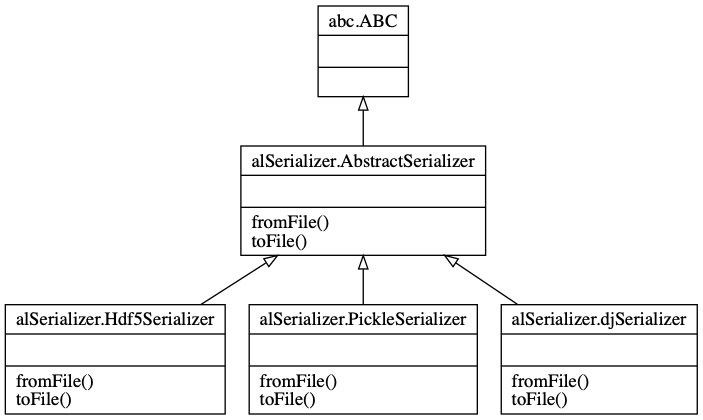 abc.ABC
alSerializer.AbstractSerializer
fromFile()
toFile()
alSerializer.Hdf5Serializer
fromFile()
toFile()
alSerializer.PickleSerializer
fromFile()
toFile()
alSerializer.djSerializer
fromFile()
toFile()